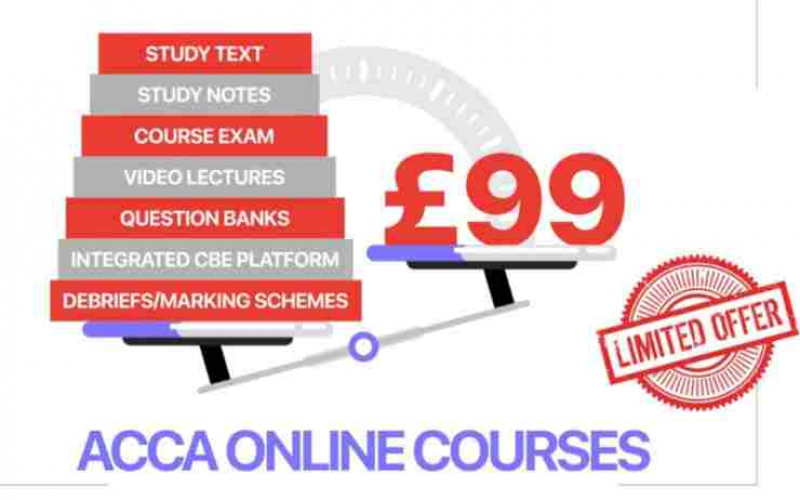 STUDY TEXT
STUDY NOTES
COURSE EXAM
VIDEO LECTURES
QUESTION BANKS
INTEGRATED CBE PLATFORM
DEBRIEFS/MARKING SCHEMES
£99
LIMITED OFFER
ACCA ONLINE COURSES